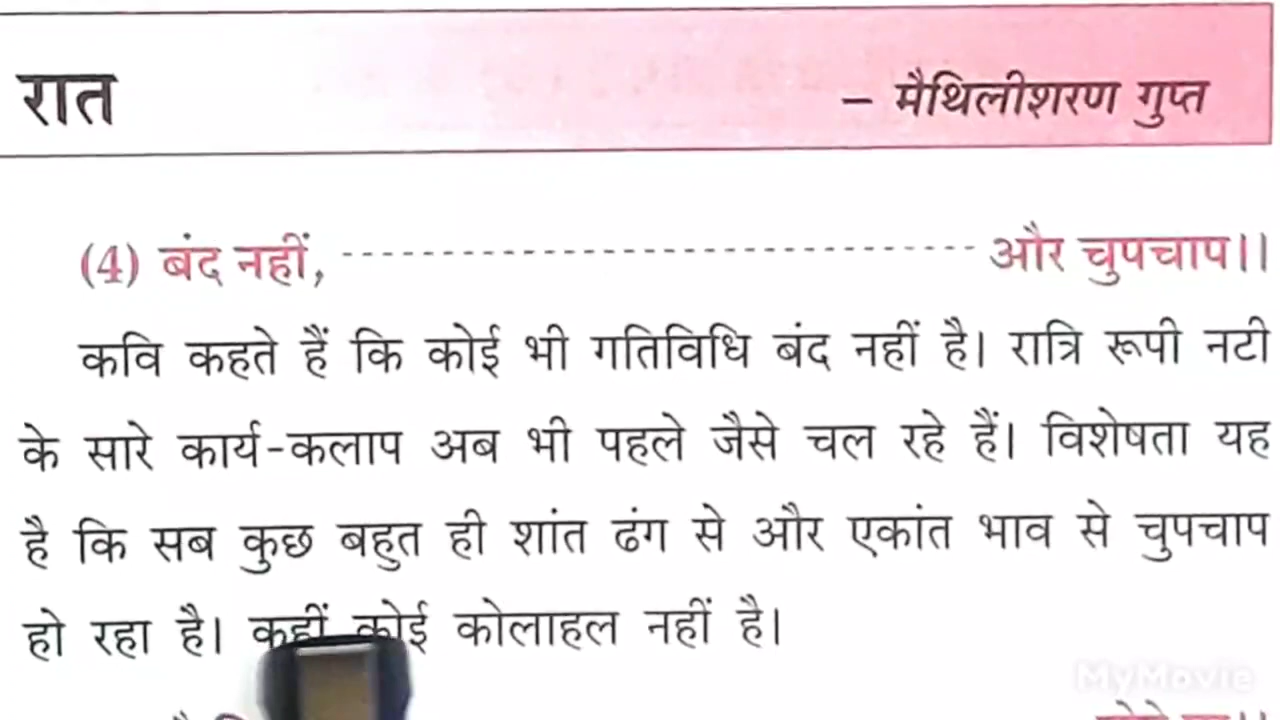 रात
– मैथिलीशरण गुप्त
(4) बंद नहीं, -------------------------------------------- और चुपचाप।।
कवि कहते हैं कि कोई भी गतिविधि बंद नहीं है। रात्रि रूपी नटी
के सारे कार्य-कलाप अब भी पहले जैसे चल रहे हैं। विशेषता यह
है कि सब कुछ बहुत ही शांत ढंग से और एकांत भाव से चुपचाप
हो रहा है। कहीं कोई कोलाहल नहीं है।
MyMovie